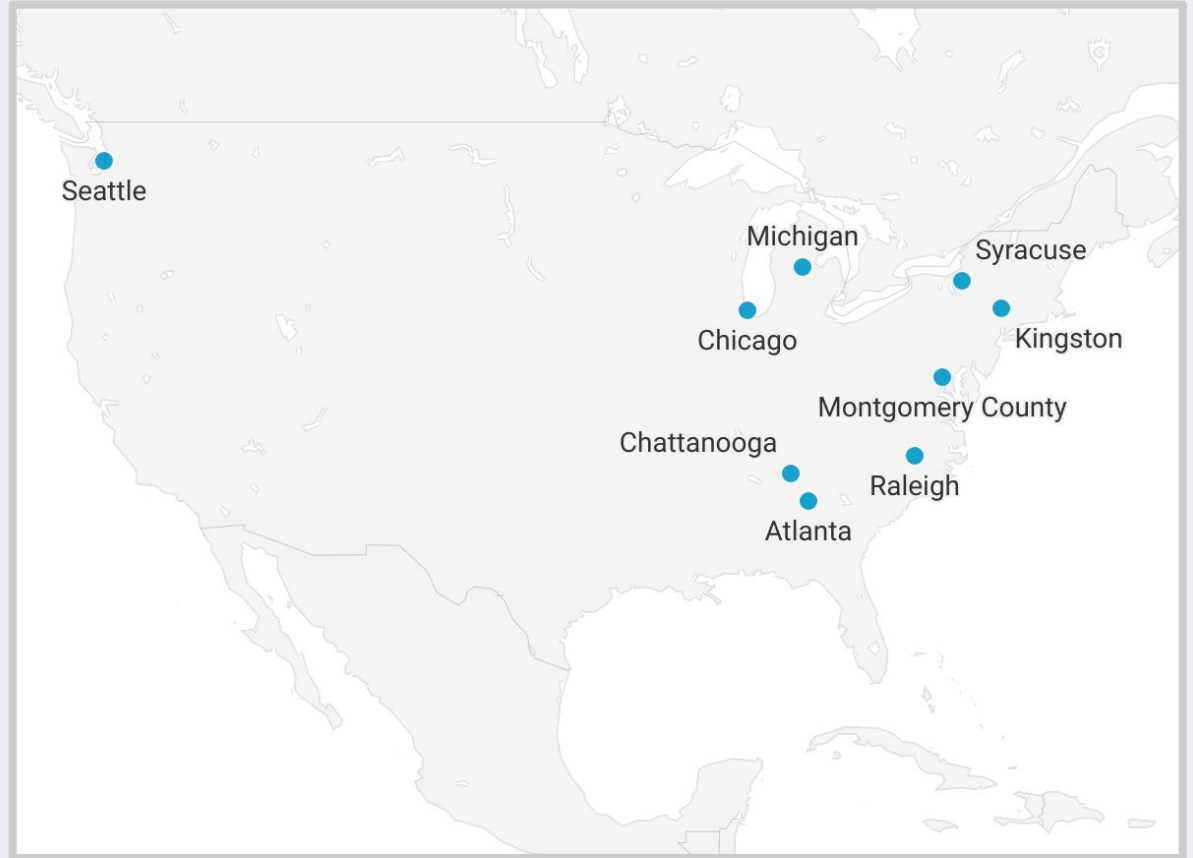 Seattle
Michigan
Syracuse
Chicago
Kingston
Montgomery County
Chattanooga
Raleigh
Atlanta